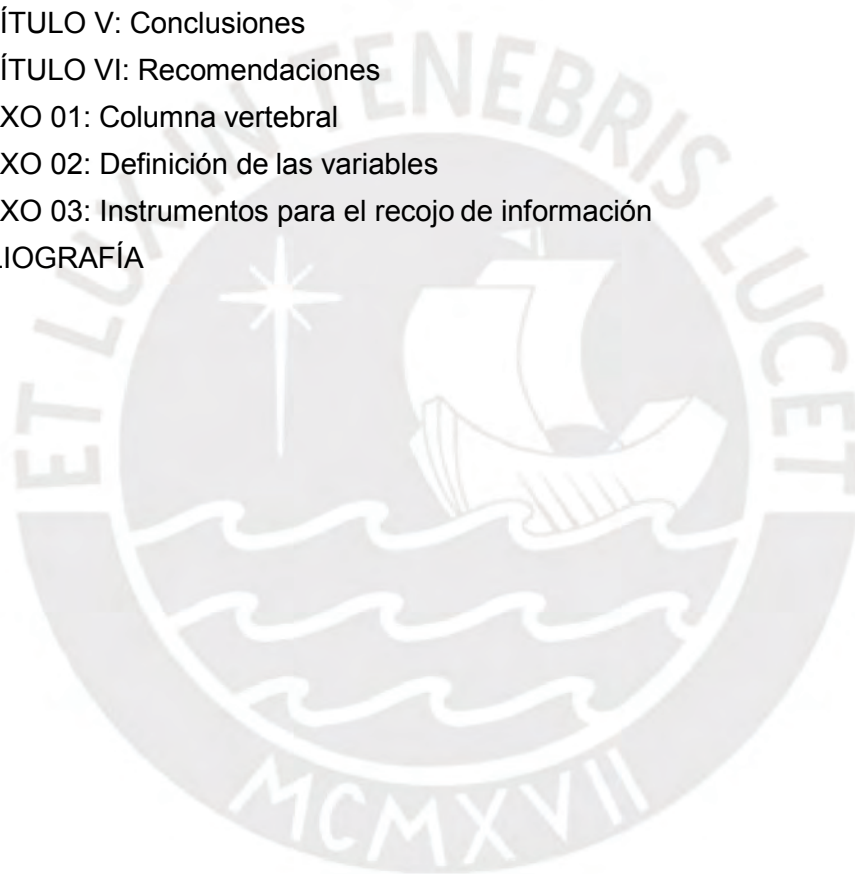 ÍTULO V: Conclusiones
ÍTULO VI: Recomendaciones
XO 01: Columna vertebral
XO 02: Definición de las variables
XO 03: Instrumentos para el recojo de información
LIOGRAFÍA
ET LUX IN TENEBRIS LUCET
MCMXVII